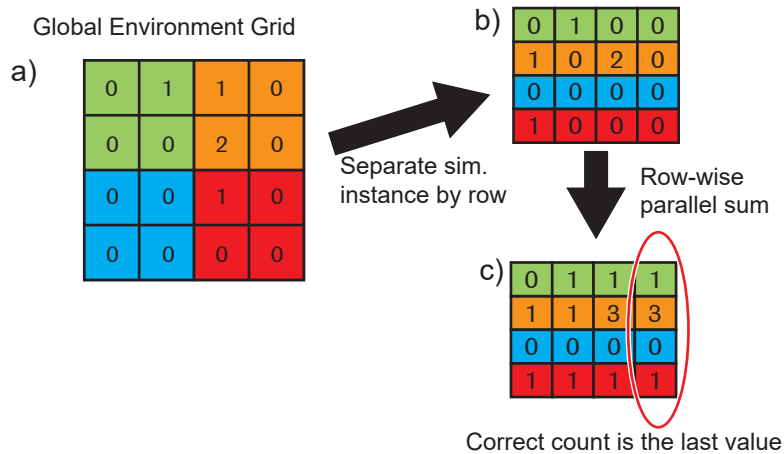 Global Environment Grid
a)
0 1 1 0
0 0 2 0
0 0 1 0
0 0 0 0
Separate sim.
instance by row
b)
0 1 0 0
1 0 2 0
0 0 0 0
1 0 0 0
Row-wise
parallel sum
c)
0 1 1 1
1 1 3 3
0 0 0 0
1 1 1 1
Correct count is the last value